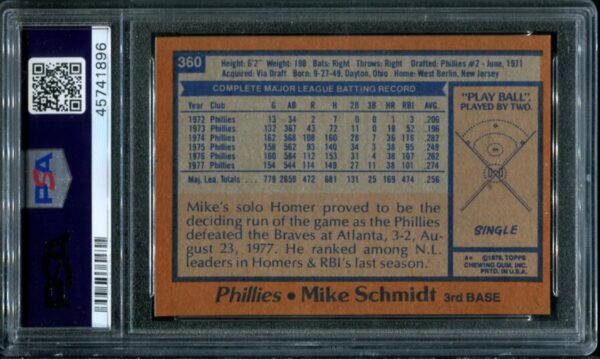 PSA
45741896
PSA
360
Height: 6'2" Weight: 198 Bats: Right Throws: Right Drafted: Phillies #2 - June, 1971
Acquired: Via Draft Born: 9-27-49, Dayton, Ohio Home: West Berlin, New Jersey
COMPLETE MAJOR LEAGUE BATTING RECORD
Year Club G AB R H 2B 3B HR RBI AVG.
1972 Phillies 13 34 2 7 0 0 1 3 .206
1973 Phillies 132 367 43 72 11 0 18 52 .196
1974 Phillies 162 568 108 160 28 7 36 116 .282
1975 Phillies 158 562 93 140 34 3 38 95 .249
1976 Phillies 160 584 112 153 31 4 38 107 .262
1977 Phillies 154 544 114 149 27 11 38 101 .274
Maj. Lea. Totals .... 779 2659 472 681 131 25 169 474 .256
Mike's solo Homer proved to be the
deciding run of the game as the Phillies
defeated the Braves at Atlanta, 3-2, Au-
gust 23, 1977. He ranked among N.L.
leaders in Homers & RBI's last season.
"PLAY BALL"
PLAYED BY TWO.
SINGLE
A* ©1978, TOPPS
CHEWING GUM, INC.
PRTD. IN U.S.A.
Phillies • Mike Schmidt 3rd BASE